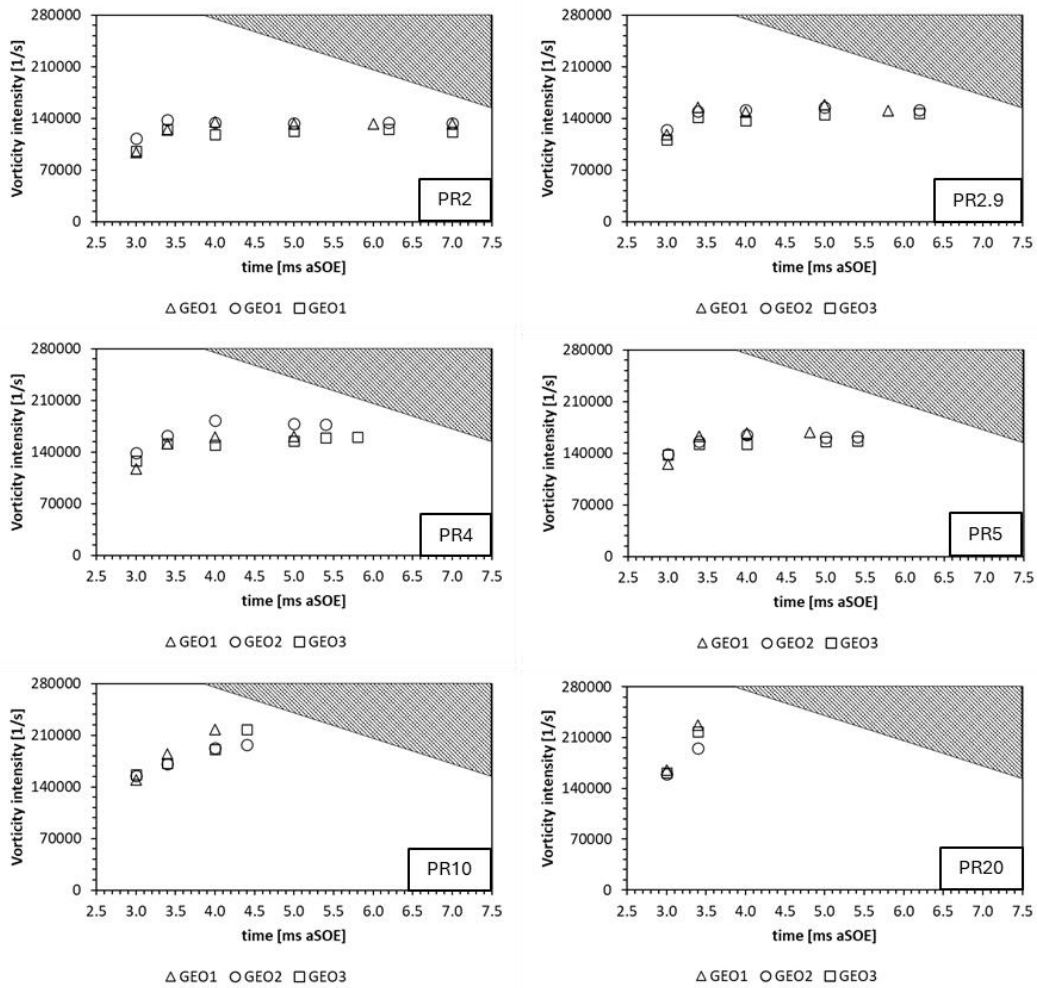 280000
210000
140000
70000
0
Vorticity intensity [1/s]
PR2
2.5 3.0 3.5 4.0 4.5 5.0 5.5 6.0 6.5 7.0 7.5
time [ms aSOE]
GEO1 GEO1 GEO1
280000
210000
140000
70000
0
Vorticity intensity [1/s]
PR2.9
2.5 3.0 3.5 4.0 4.5 5.0 5.5 6.0 6.5 7.0 7.5
time [ms aSOE]
GEO1 GEO2 GEO3
280000
210000
140000
70000
0
Vorticity intensity [1/s]
PR4
2.5 3.0 3.5 4.0 4.5 5.0 5.5 6.0 6.5 7.0 7.5
time [ms aSOE]
GEO1 GEO2 GEO3
280000
210000
140000
70000
0
Vorticity intensity [1/s]
PR5
2.5 3.0 3.5 4.0 4.5 5.0 5.5 6.0 6.5 7.0 7.5
time [ms aSOE]
GEO1 GEO2 GEO3
280000
210000
140000
70000
0
Vorticity intensity [1/s]
PR10
2.5 3.0 3.5 4.0 4.5 5.0 5.5 6.0 6.5 7.0 7.5
time [ms aSOE]
GEO1 GEO2 GEO3
280000
210000
140000
70000
0
Vorticity intensity [1/s]
PR20
2.5 3.0 3.5 4.0 4.5 5.0 5.5 6.0 6.5 7.0 7.5
time [ms aSOE]
GEO1 GEO2 GEO3